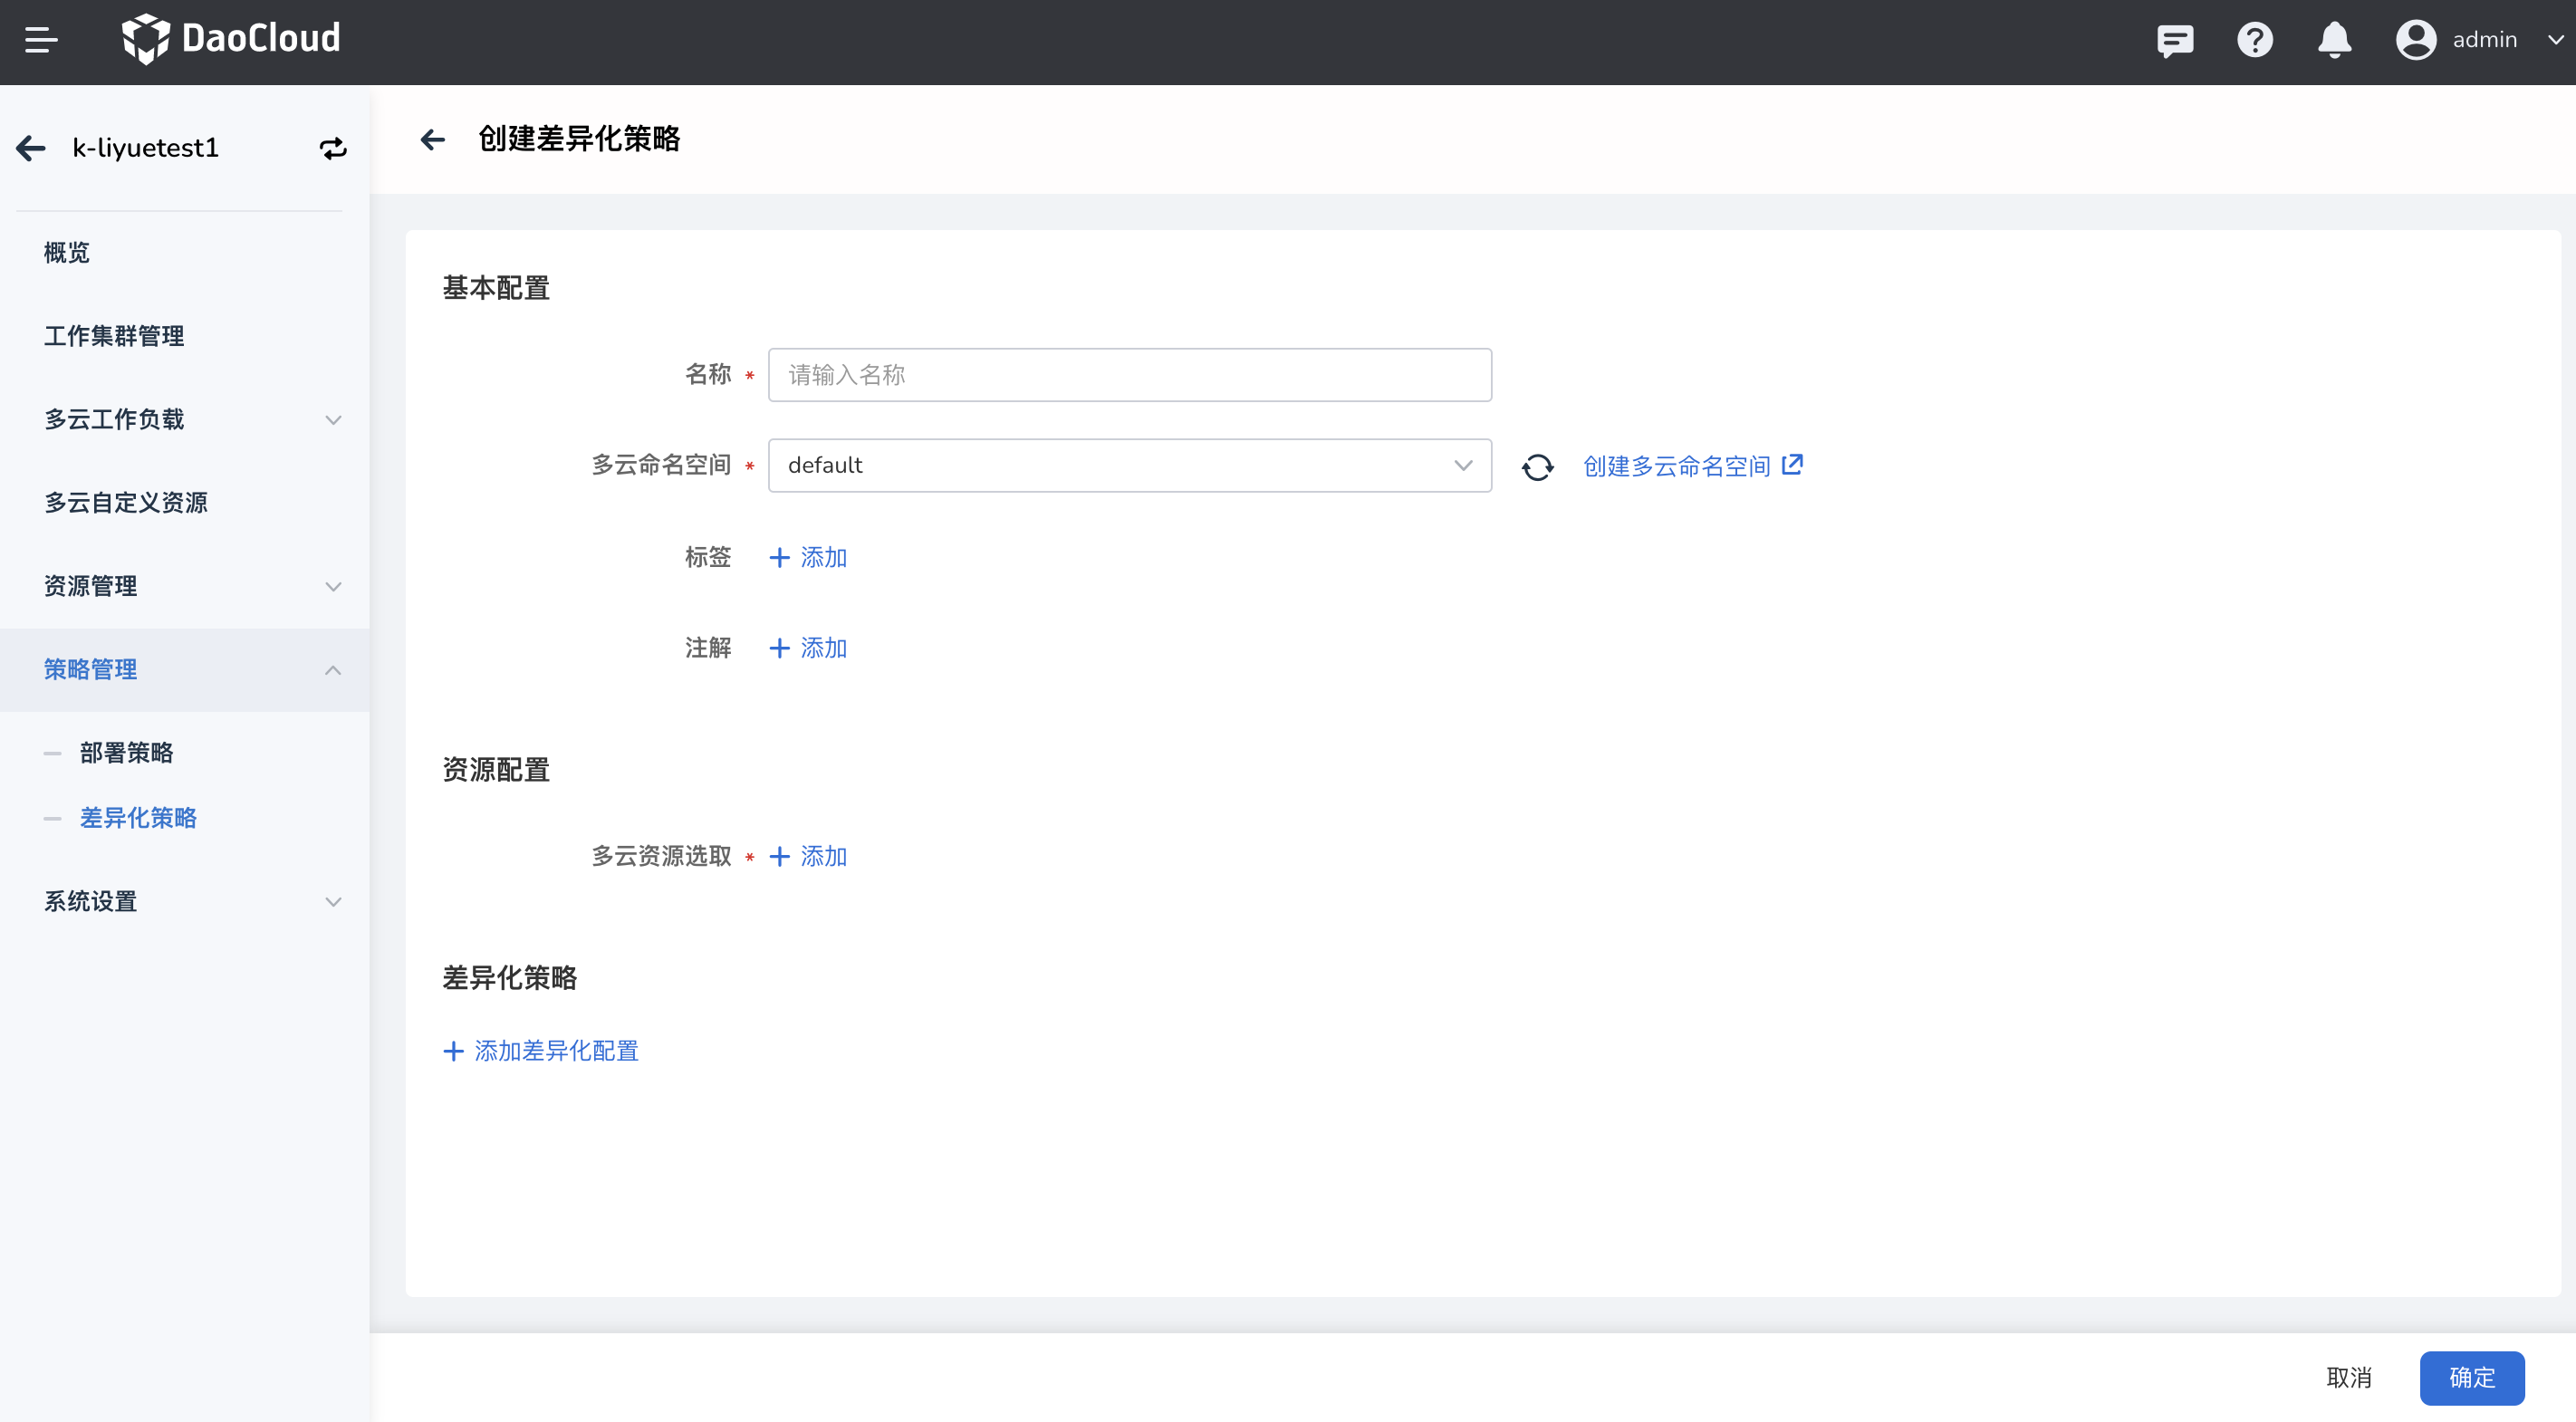 DaoCloud
admin
k-liyuetest1
概览
工作集群管理
多云工作负载
多云自定义资源
资源管理
策略管理
部署策略
差异化策略
系统设置
创建差异化策略
基本配置
名称 * 请输入名称
多云命名空间 * default 创建多云命名空间
标签 + 添加
注解 + 添加
资源配置
多云资源选取 * + 添加
差异化策略
+ 添加差异化配置
取消 确定